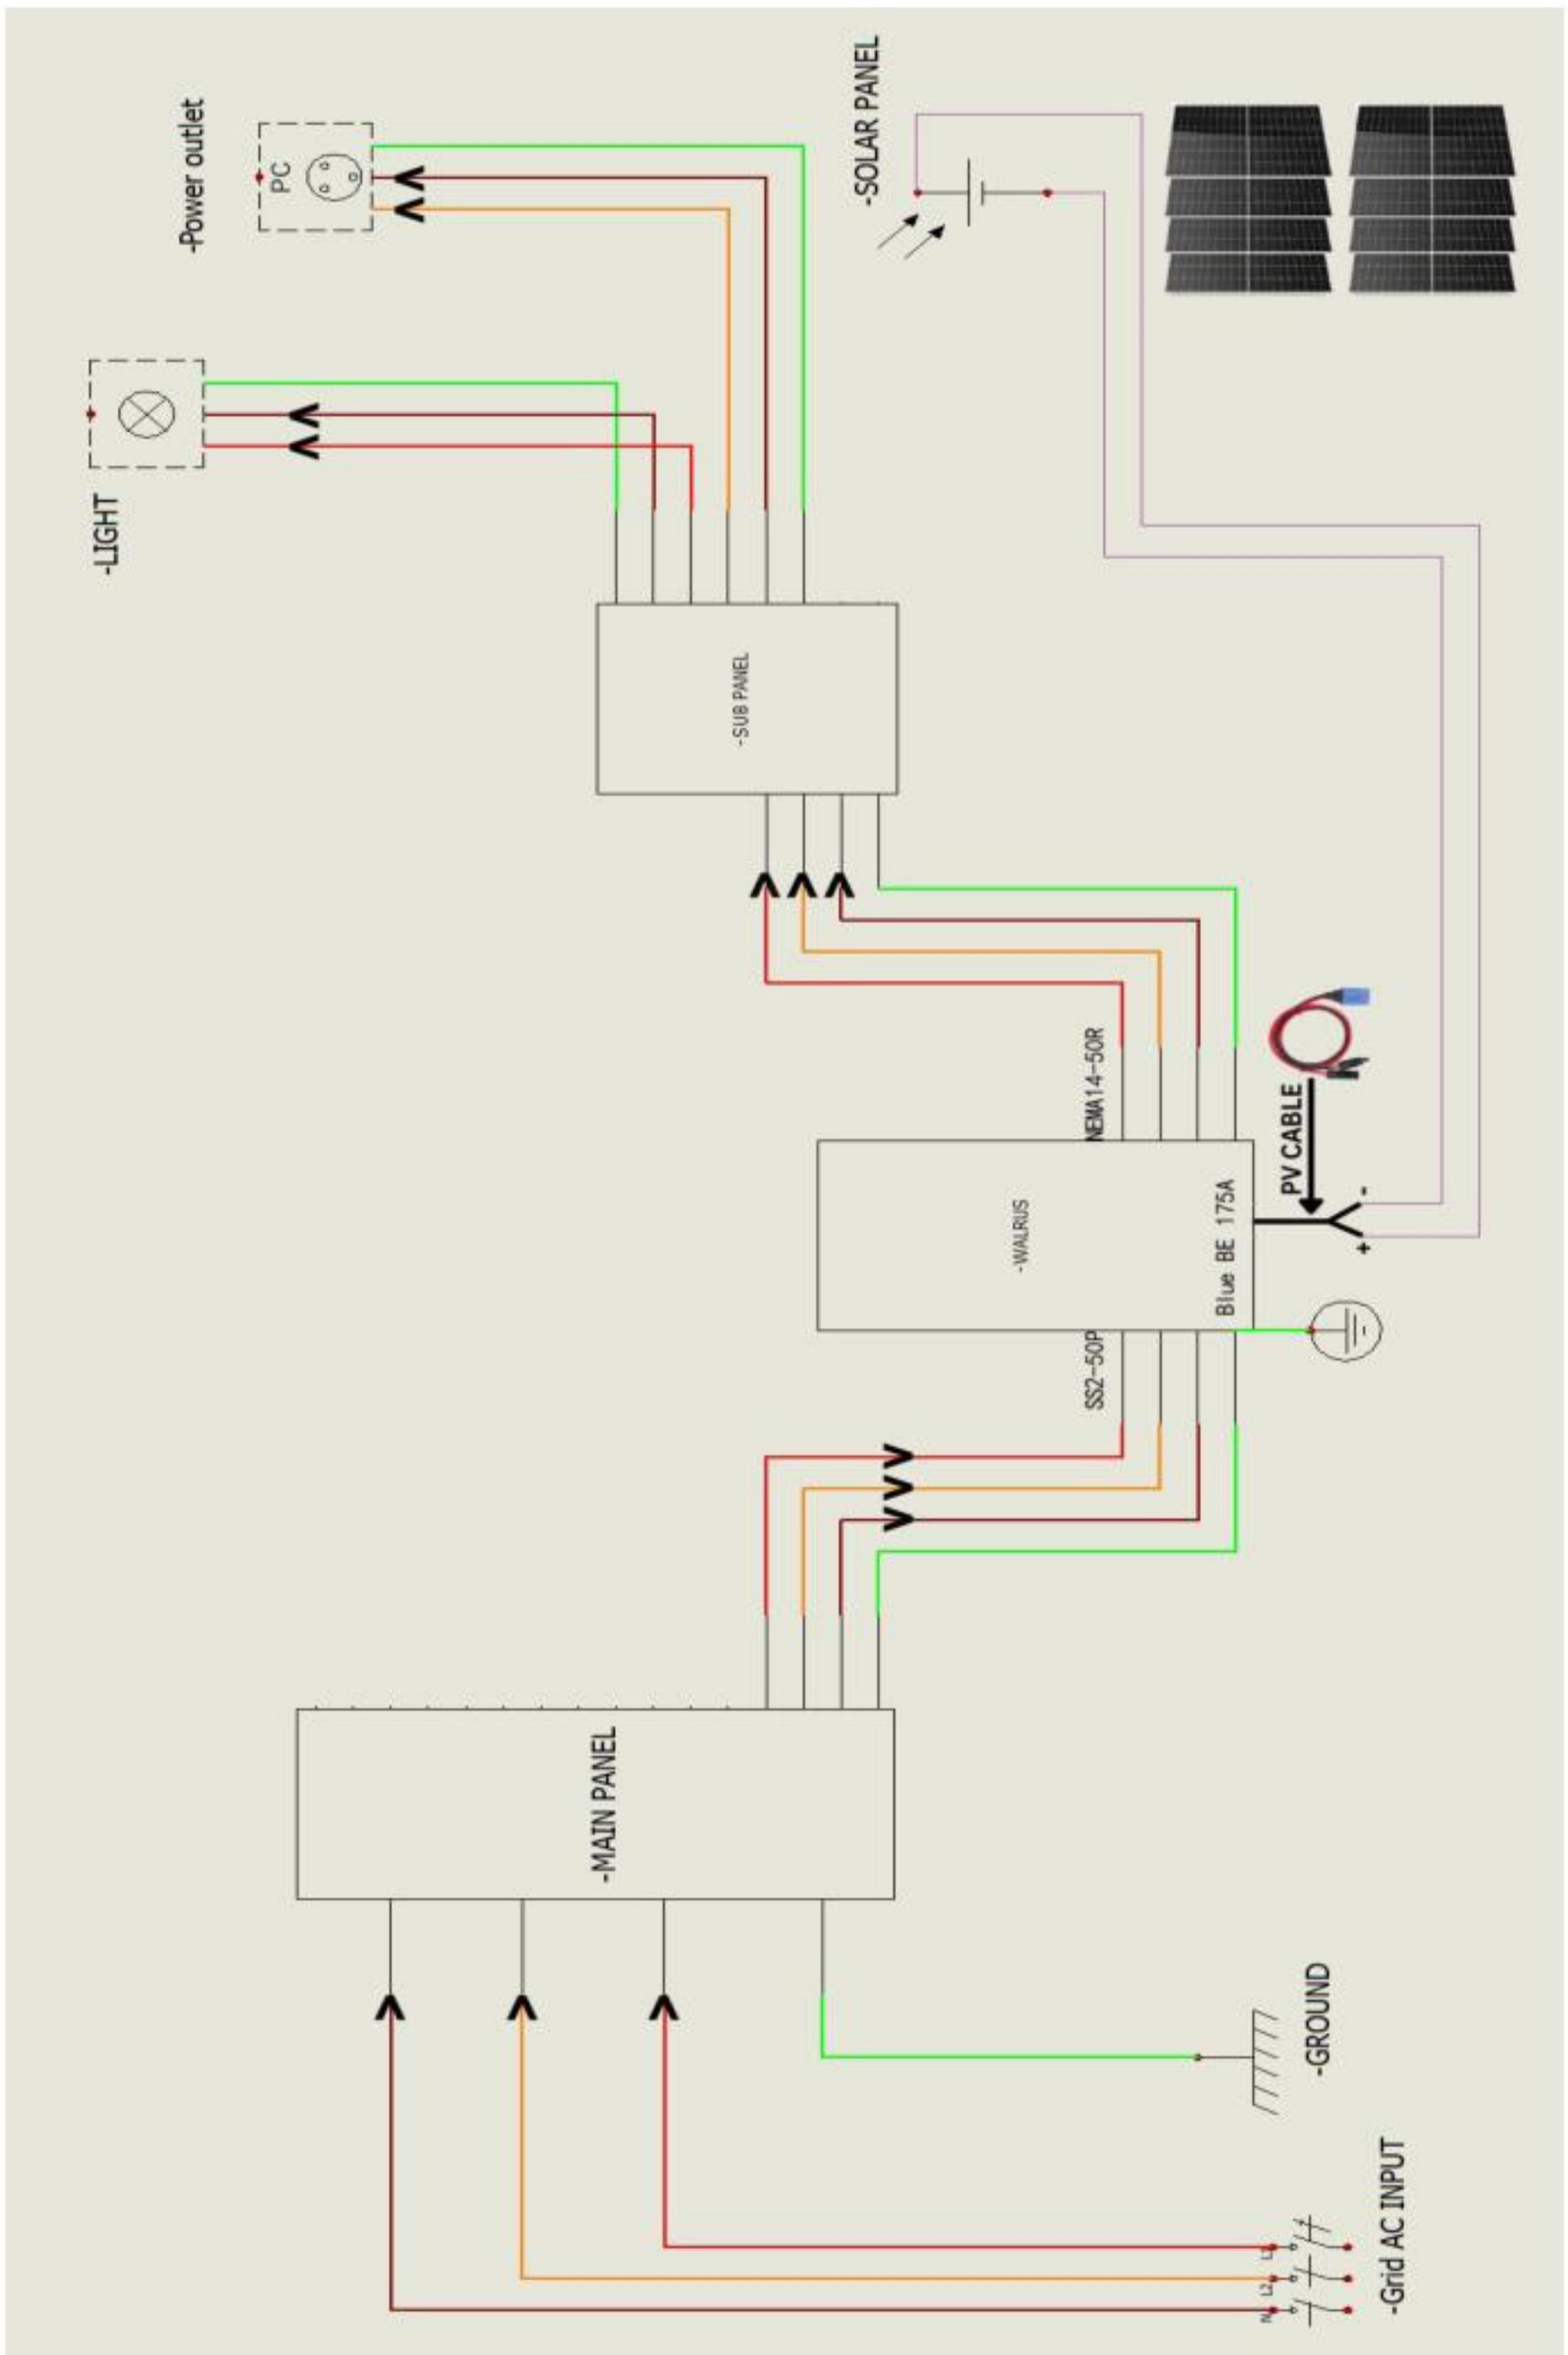 -Grid AC INPUT
N
L2
L1
-GROUND
-MAIN PANEL
SS2-50P
-WALRUS
Blue BE 175A
NEMA14-50R
PV CABLE
+
-
-SUB PANEL
-LIGHT
-Power outlet
PC
-SOLAR PANEL